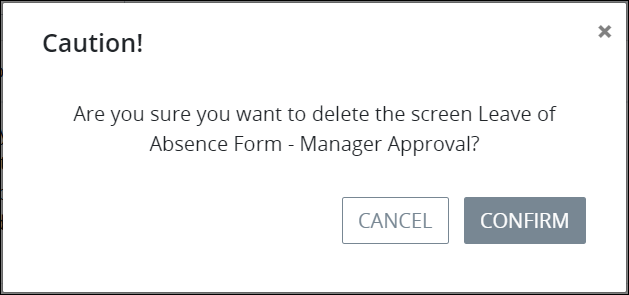 Caution!
×
Are you sure you want to delete the screen Leave of
Absence Form - Manager Approval?
CANCEL CONFIRM